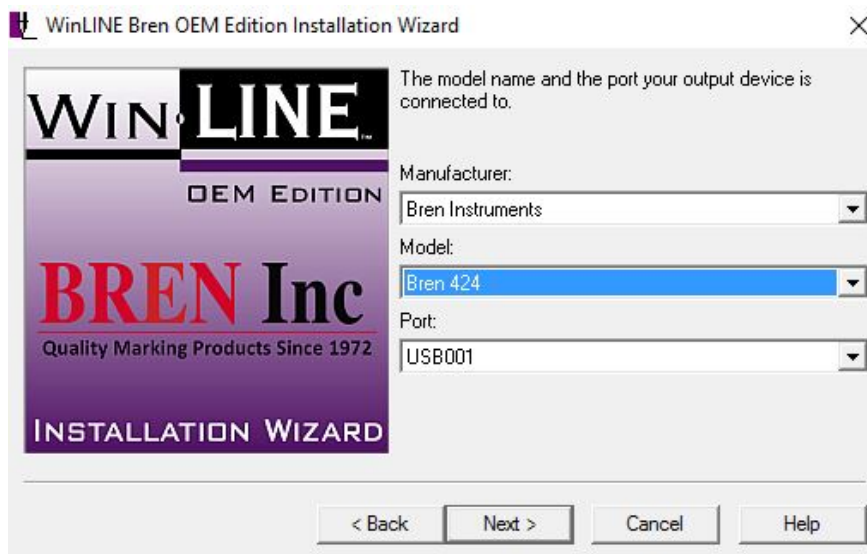 WinLINE Bren OEM Edition Installation Wizard
WIN·LINE™
OEM EDITION
BREN Inc
Quality Marking Products Since 1972
INSTALLATION WIZARD
The model name and the port your output device is
connected to.
Manufacturer:
Bren Instruments
Model:
Bren 424
Port:
USB001
< Back
Next >
Cancel
Help